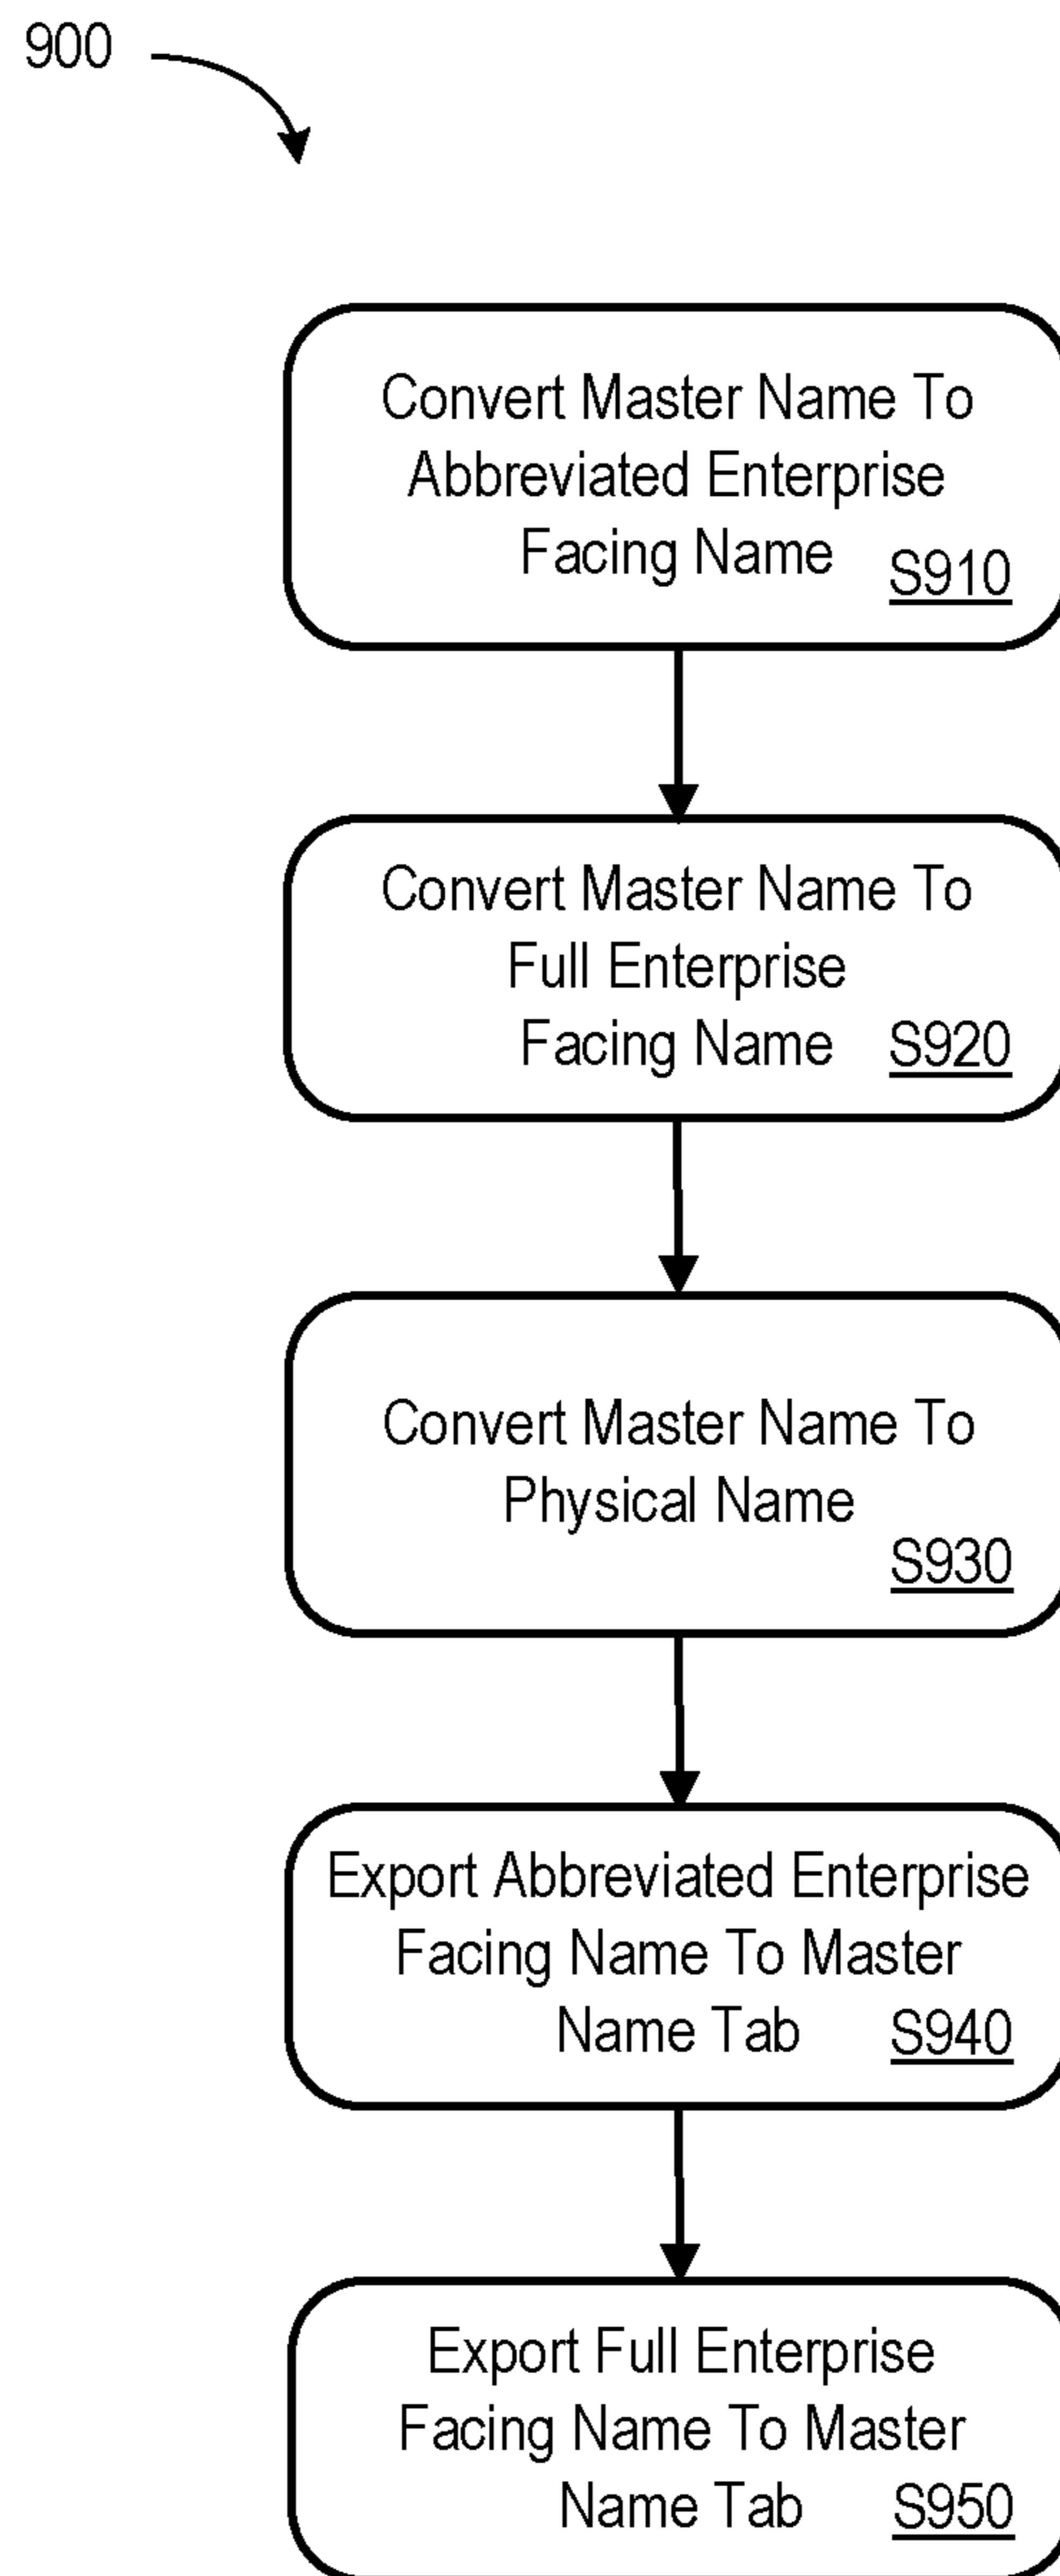 900
Convert Master Name To
Abbreviated Enterprise
Facing Name
S910
Convert Master Name To
Full Enterprise
Facing Name
S920
Convert Master Name To
Physical Name
S930
Export Abbreviated Enterprise
Facing Name To Master
Name Tab
S940
Export Full Enterprise
Facing Name To Master
Name Tab
S950